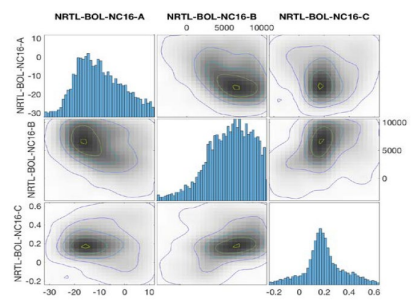 NRTL-BOL-NC16-A NRTL-BOL-NC16-B NRTL-BOL-NC16-C
0 5000 10000
NRTL-BOL-NC16-A
10
0
-10
-20
-30
NRTL-BOL-NC16-B
10000
5000
0
NRTL-BOL-NC16-C
0.6
0.4
0.2
0
-0.2
-30 -20 -10 0 10 -0.2 0 0.2 0.4 0.6